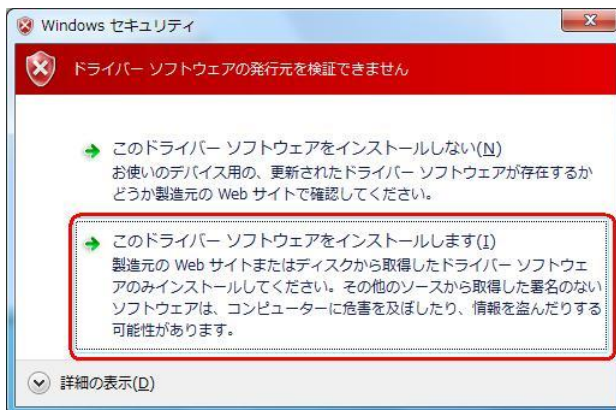 Windows セキュリティ
ドライバー ソフトウェアの発行元を検証できません
このドライバー ソフトウェアをインストールしない(N)
お使いのデバイス用の、更新されたドライバー ソフトウェアが存在するか
どうか製造元の Web サイトで確認してください。
このドライバー ソフトウェアをインストールします(I)
製造元の Web サイトまたはディスクから取得したドライバー ソフトウェ
アのみインストールしてください。その他のソースから取得した署名のない
ソフトウェアは、コンピューターに危害を及ぼしたり、情報を盗んだりする
可能性があります。
詳細の表示(D)